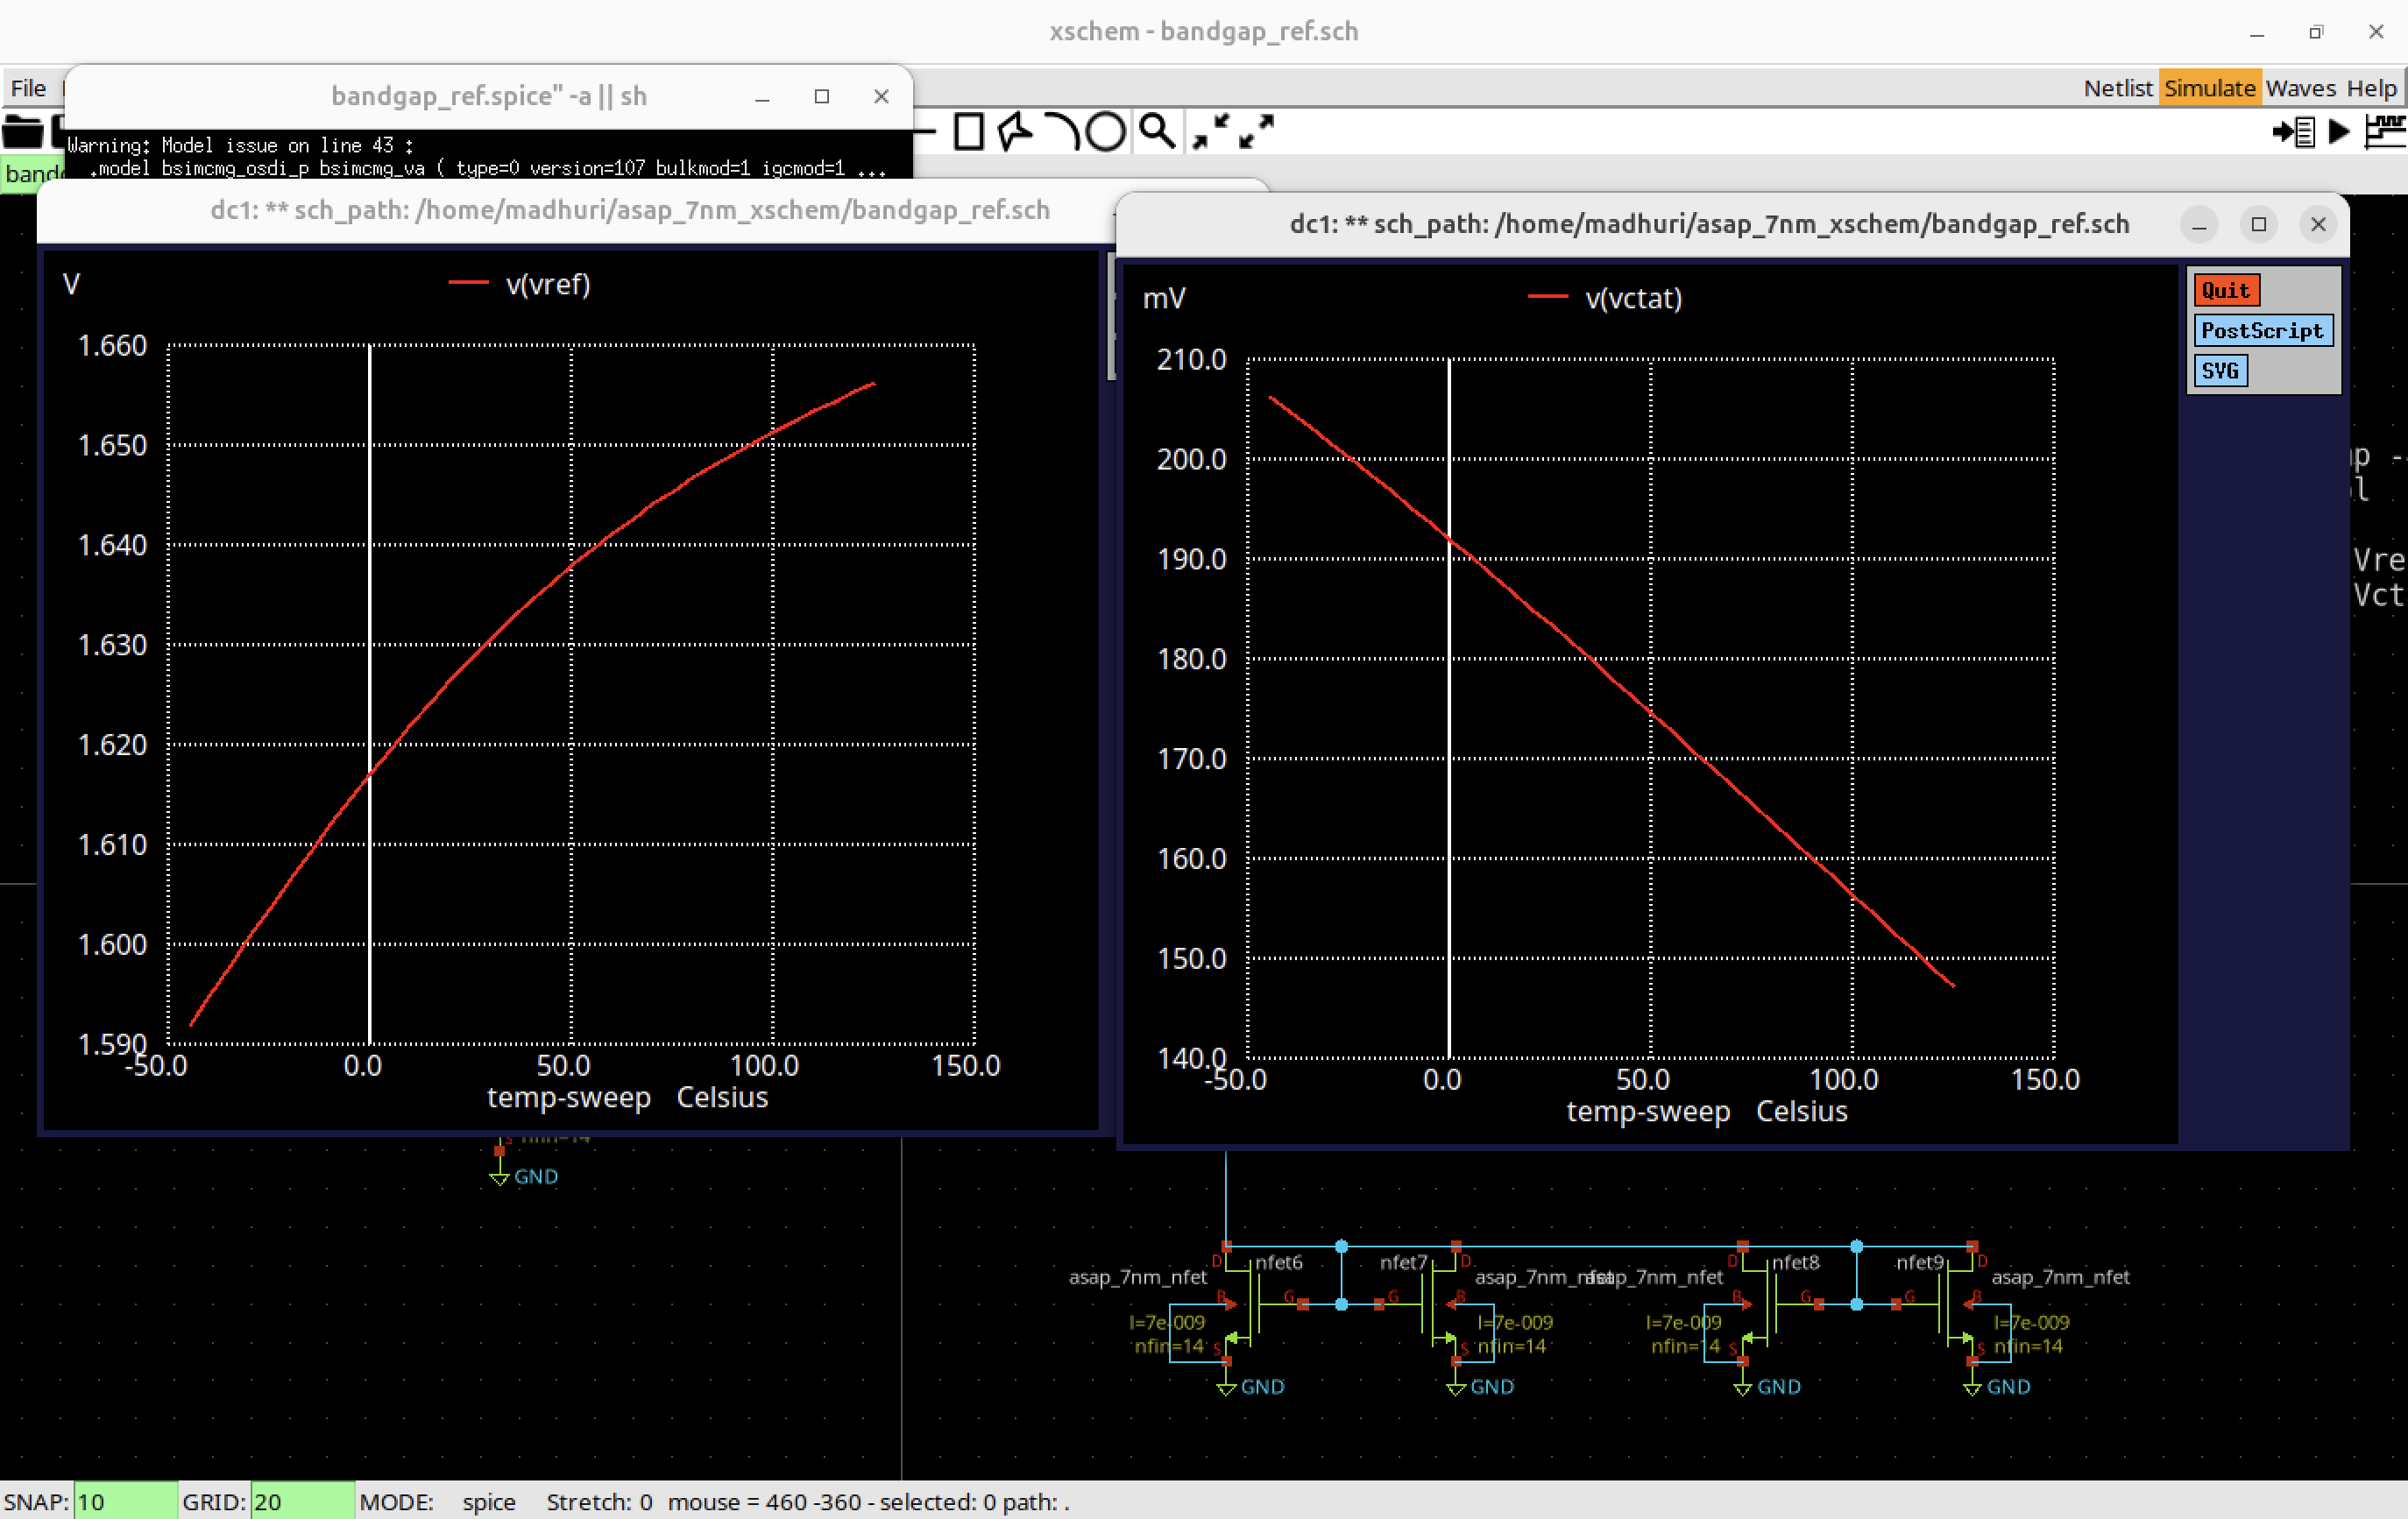 xschem - bandgap_ref.sch
File
Netlist Simulate Waves Help
bandgap_ref.spice" -a || sh
Warning: Model issue on line 43 :
.model bsimcmg_osdi_p bsimcmg_va ( type=0 version=107 bulkmod=1 igcmod=1 ...
dc1: ** sch_path: /home/madhuri/asap_7nm_xschem/bandgap_ref.sch
V
v(vref)
1.660
1.650
1.640
1.630
1.620
1.610
1.600
1.590
-50.0 0.0 50.0 100.0 150.0
temp-sweep Celsius
dc1: ** sch_path: /home/madhuri/asap_7nm_xschem/bandgap_ref.sch
mV
v(vctat)
210.0
200.0
190.0
180.0
170.0
160.0
150.0
140.0
-50.0 0.0 50.0 100.0 150.0
temp-sweep Celsius
Quit
PostScript
SVG
Vre
Vct
S nfin=14
GND
D nfet6 nfet7 D D nfet8 nfet9 D
asap_7nm_nfet asap_7nm_nfet asap_7nm_nfet asap_7nm_nfet
B G G B B G G B
l=7e-009 l=7e-009 l=7e-009 l=7e-009
nfin=14 S S nfin=14 nfin=14 S S nfin=14
GND GND GND GND
SNAP: 10 GRID: 20 MODE: spice Stretch: 0 mouse = 460 -360 - selected: 0 path: .